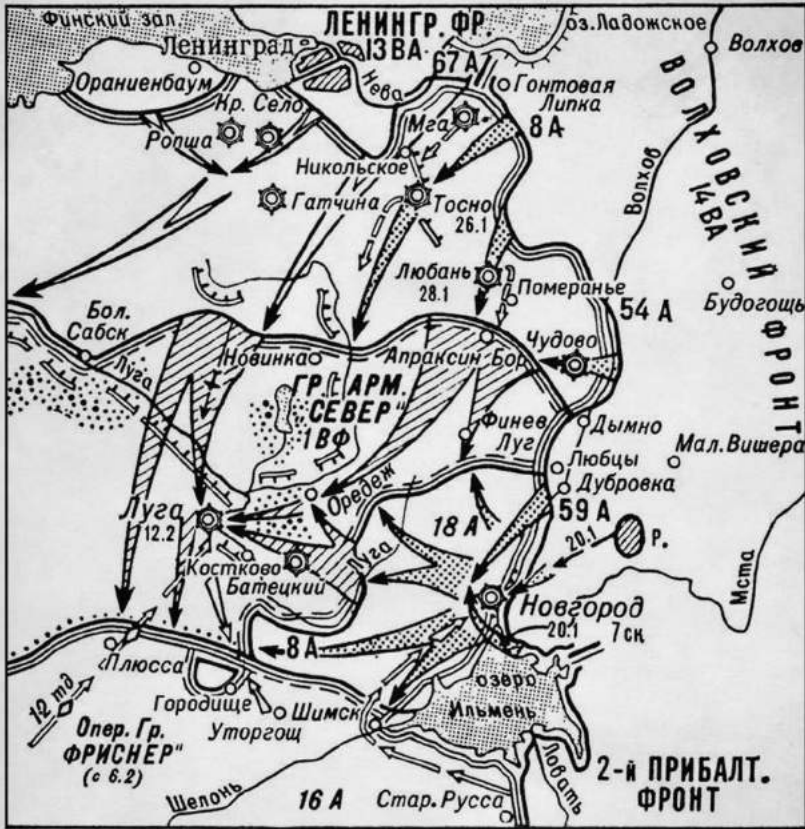 Финский зал.
ЛЕНИНГР. ФР.
13 ВА
оз. Ладожское
Ленинград
67 А
Волхов
Ораниенбаум
Нева
Гонтовая
Липка
Кр. Село
Ропша
Мга
8 А
ВОЛХОВСКИЙ ФРОНТ
14 ВА
Никольское
Волхов
Гатчина
Тосно
26.1
Любань
28.1
Померанье
Будогощь
54 А
Бол.
Сабск
Чудово
Луга
Новинка
Апраксин Бор
ГР. АРМ.
СЕВЕР"
1 ВФ
Финев
Луг
Дымно
Мал. Вишера
Любцы
Дубровка
Оредеж
Луга
12.2
18 А
59 А
20.1
Р.
Костково
Батецкий
Луга
Мста
Новгород
20.1
7 ск
8 А
Плюсса
12 тд
озеро
Ильмень
Городище
Уторгощ
Шимск
Опер. Гр.
ФРИСНЕР"
(с 6.2)
2-й ПРИБАЛТ.
ФРОНТ
Шелонь
16 А
Стар. Русса
Ловать